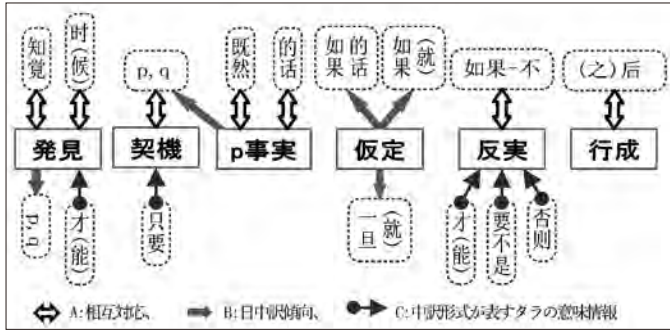 知覚
时(候)
p, q
既然
的话
如果 的话
如果 (就)
如果-不
(之)后
発見
契機
p事実
仮定
反実
行成
p,q
才(能)
只要
一旦 (就)
才(能)
要不是
否则
A:相互対応、 B:日中訳傾向、 C:中訳形式が表すタラの意味情報